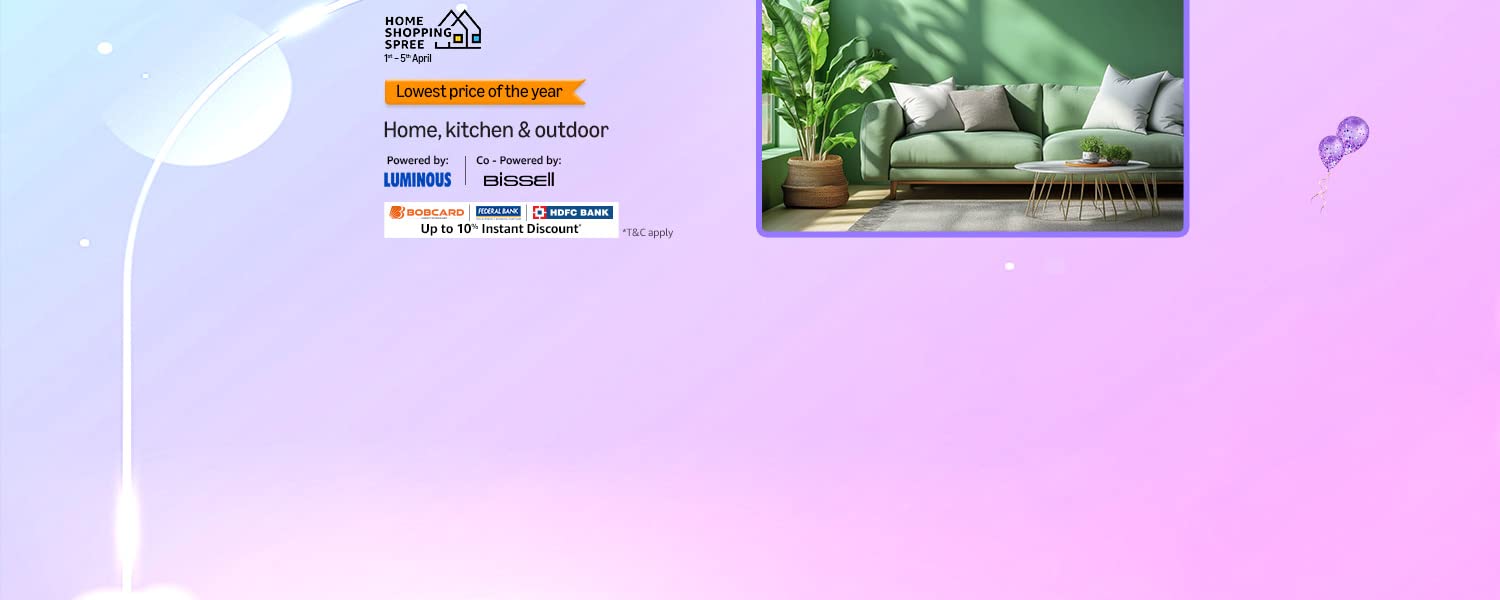 HOME
SHOPPING
SPREE
1st – 5th April
Lowest price of the year
Home, kitchen & outdoor
Powered by:
Co - Powered by:
LUMINOUS
BISSELL
BOBCARD
FEDERAL BANK
HDFC BANK
Up to 10% Instant Discount*
*T&C apply